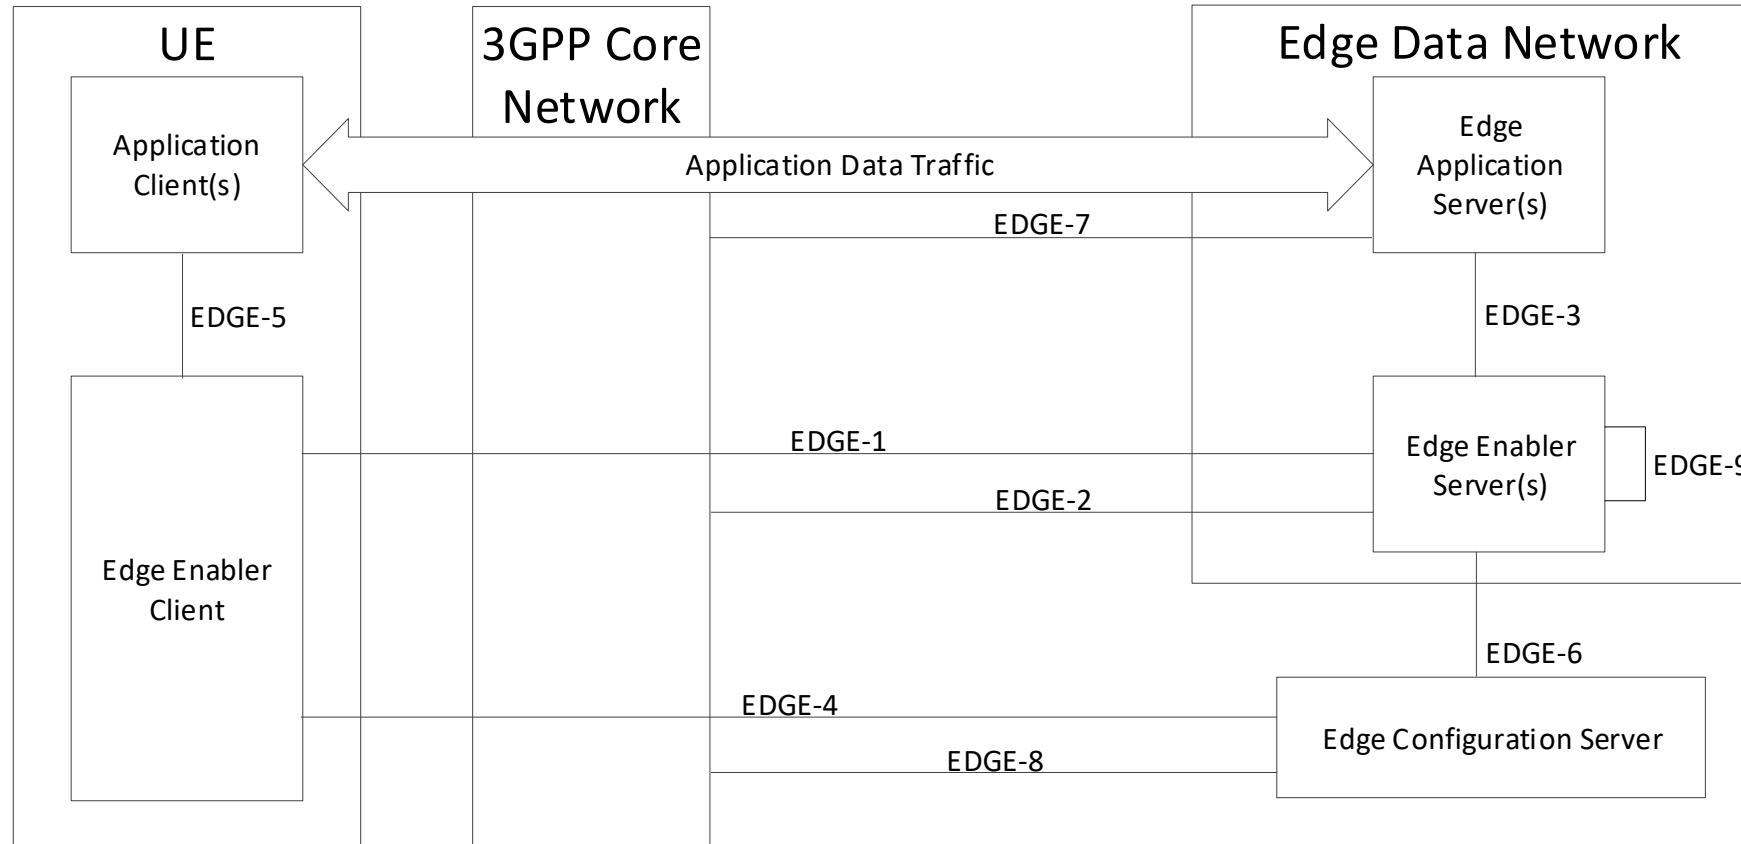 UE
3GPP Core
Network
Edge Data Network
Application
Client(s)
Application Data Traffic
Edge
Application
Server(s)
EDGE-7
EDGE-5
EDGE-3
EDGE-1
Edge Enabler
Server(s)
EDGE-9
EDGE-2
Edge Enabler
Client
EDGE-6
EDGE-4
Edge Configuration Server
EDGE-8